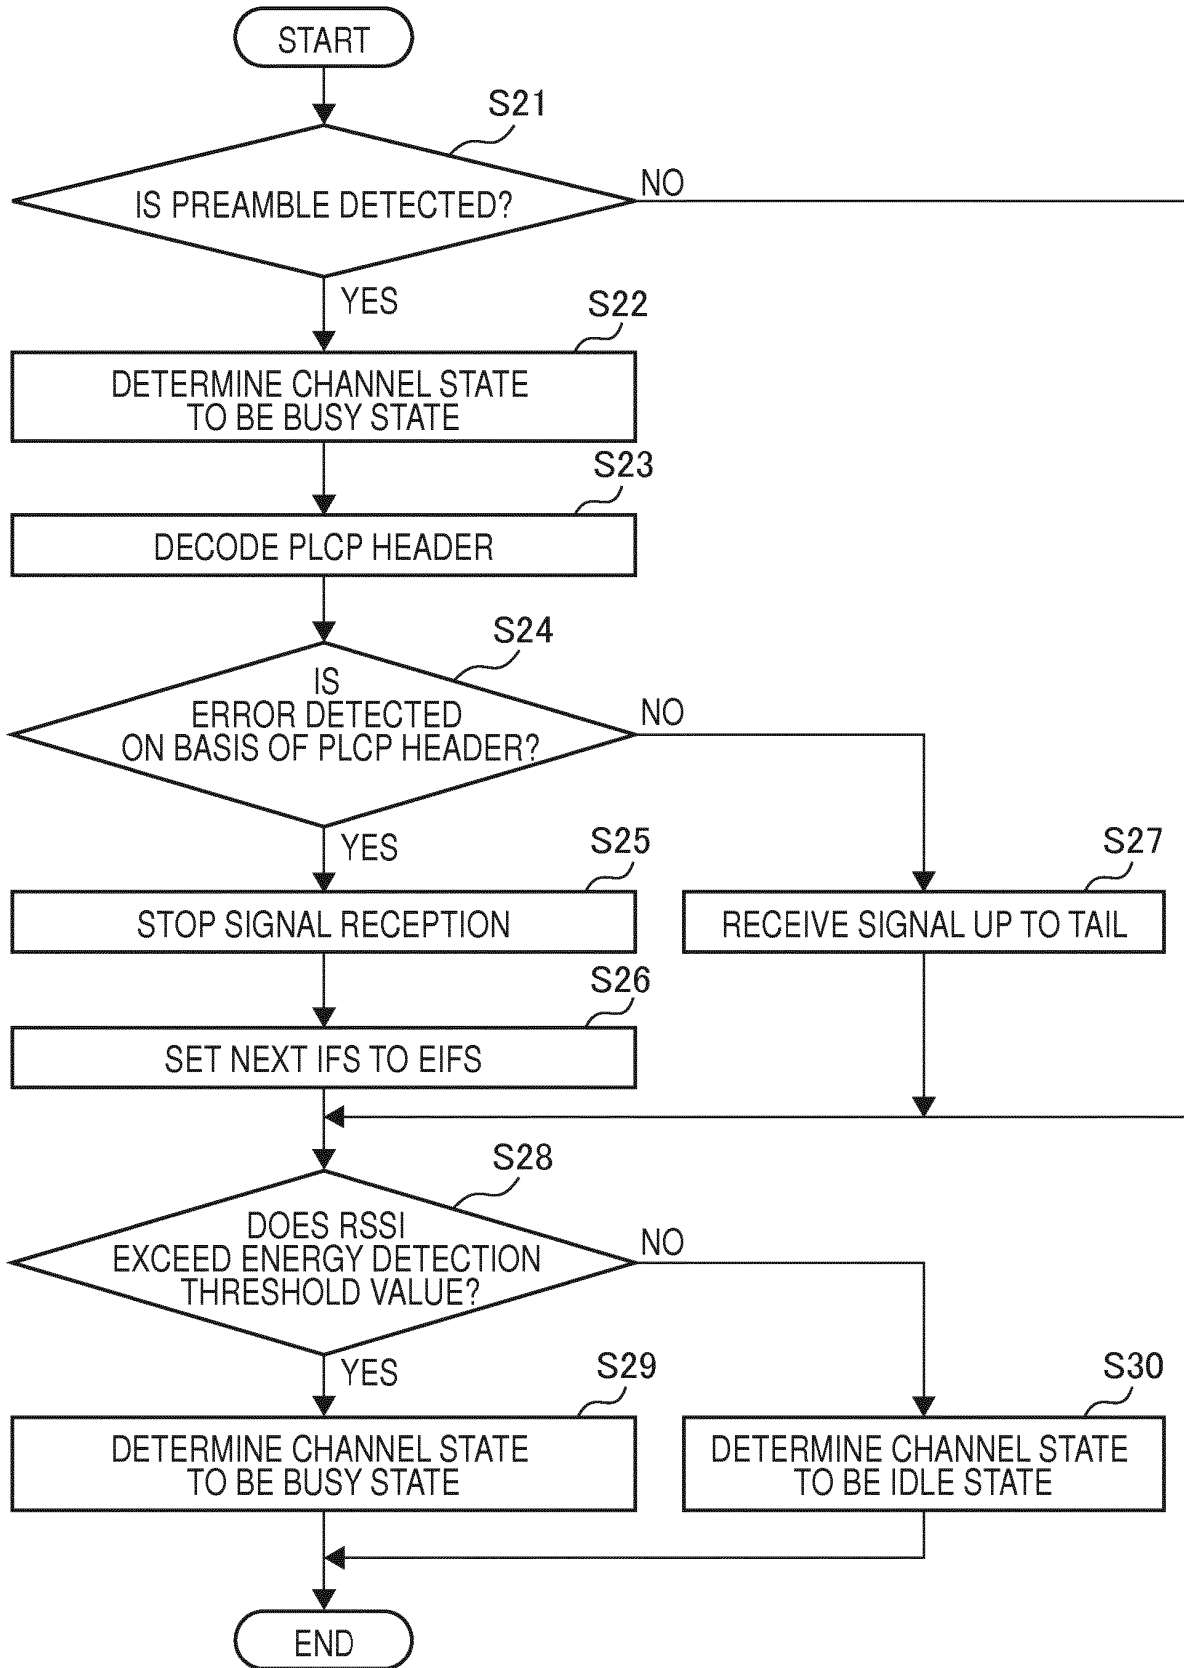 START
S21
IS PREAMBLE DETECTED?
NO
YES
S22
DETERMINE CHANNEL STATE
TO BE BUSY STATE
S23
DECODE PLCP HEADER
S24
IS
ERROR DETECTED
ON BASIS OF PLCP HEADER?
NO
YES
S25
STOP SIGNAL RECEPTION
S27
RECEIVE SIGNAL UP TO TAIL
S26
SET NEXT IFS TO EIFS
S28
DOES RSSI
EXCEED ENERGY DETECTION
THRESHOLD VALUE?
NO
YES
S29
DETERMINE CHANNEL STATE
TO BE BUSY STATE
S30
DETERMINE CHANNEL STATE
TO BE IDLE STATE
END